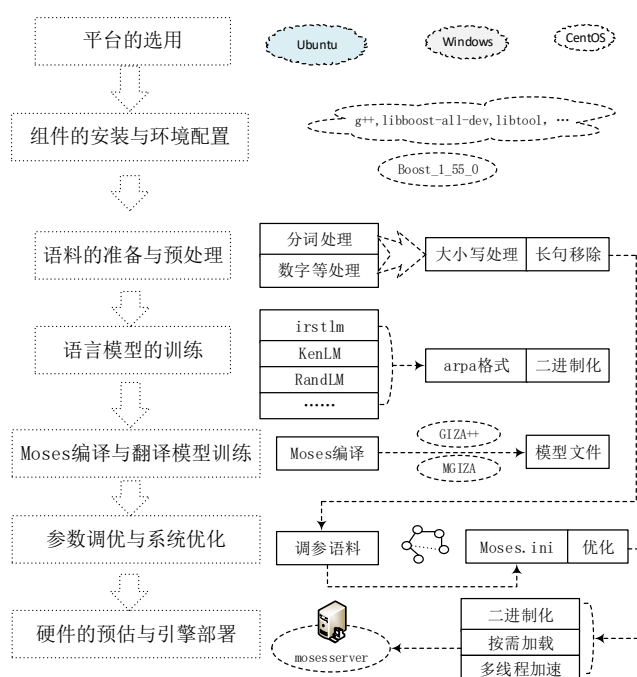 平台的选用
Ubuntu
Windows
CentOS
组件的安装与环境配置
g++,libboost-all-dev,libtool, …
Boost_1_55_0
语料的准备与预处理
分词处理
数字等处理
大小写处理
长句移除
语言模型的训练
irstlm
KenLM
RandLM
……
arpa格式
二进制化
Moses编译与翻译模型训练
Moses编译
GIZA++
MGIZA
模型文件
参数调优与系统优化
调参语料
Moses.ini
优化
硬件的预估与引擎部署
mosesserver
二进制化
按需加载
多线程加速